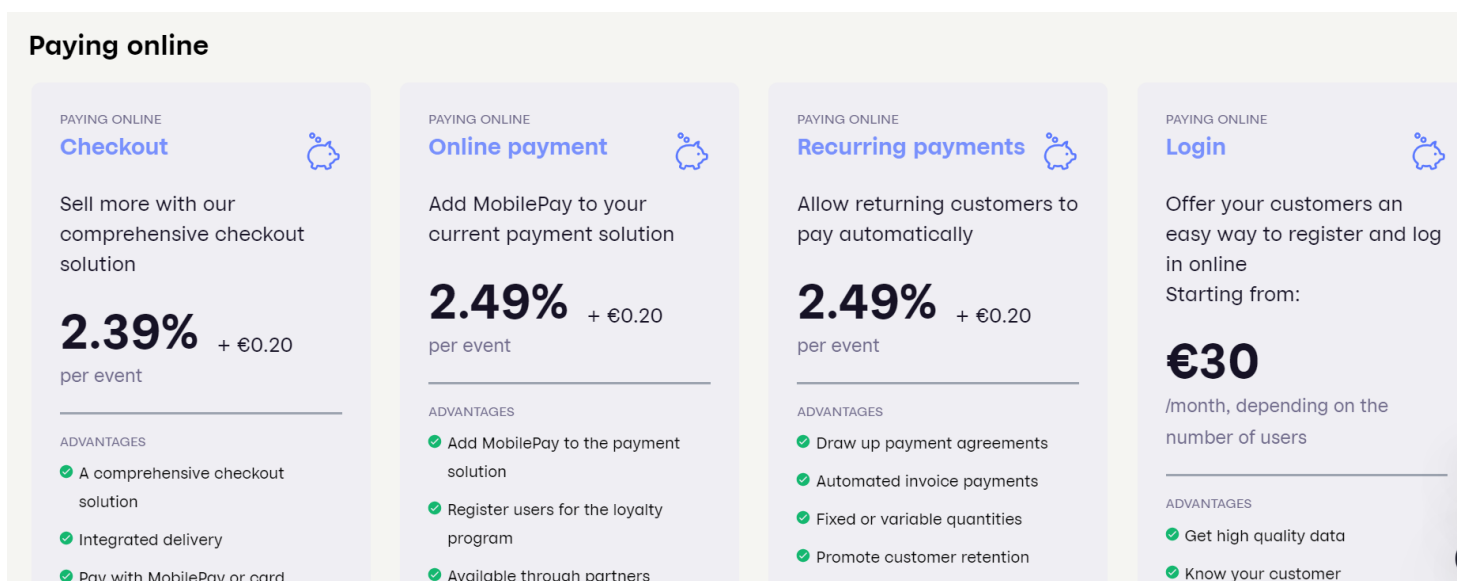 Paying online
PAYING ONLINE
Checkout
Sell more with our
comprehensive checkout
solution
2.39% + €0.20
per event
ADVANTAGES
A comprehensive checkout
solution
Integrated delivery
Pay with MobilePay or card
PAYING ONLINE
Online payment
Add MobilePay to your
current payment solution
2.49% + €0.20
per event
ADVANTAGES
Add MobilePay to the payment
solution
Register users for the loyalty
program
Available through partners
PAYING ONLINE
Recurring payments
Allow returning customers to
pay automatically
2.49% + €0.20
per event
ADVANTAGES
Draw up payment agreements
Automated invoice payments
Fixed or variable quantities
Promote customer retention
PAYING ONLINE
Login
Offer your customers an
easy way to register and log
in online
Starting from:
€30
/month, depending on the
number of users
ADVANTAGES
Get high quality data
Know your customer